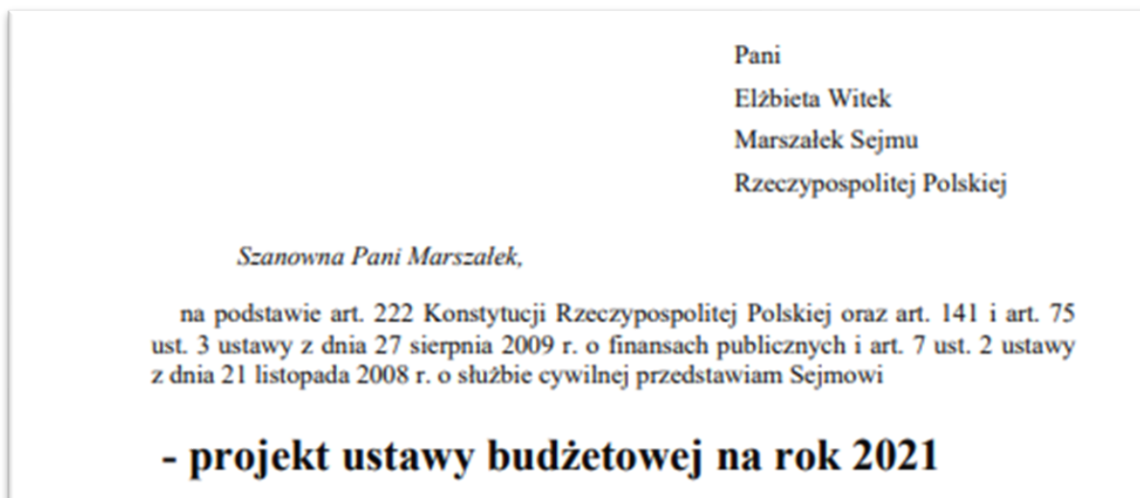 Pani
Elżbieta Witek
Marszałek Sejmu
Rzeczypospolitej Polskiej
Szanowna Pani Marszałek,
na podstawie art. 222 Konstytucji Rzeczypospolitej Polskiej oraz art. 141 i art. 75
ust. 3 ustawy z dnia 27 sierpnia 2009 r. o finansach publicznych i art. 7 ust. 2 ustawy
z dnia 21 listopada 2008 r. o służbie cywilnej przedstawiam Sejmowi
- projekt ustawy budżetowej na rok 2021